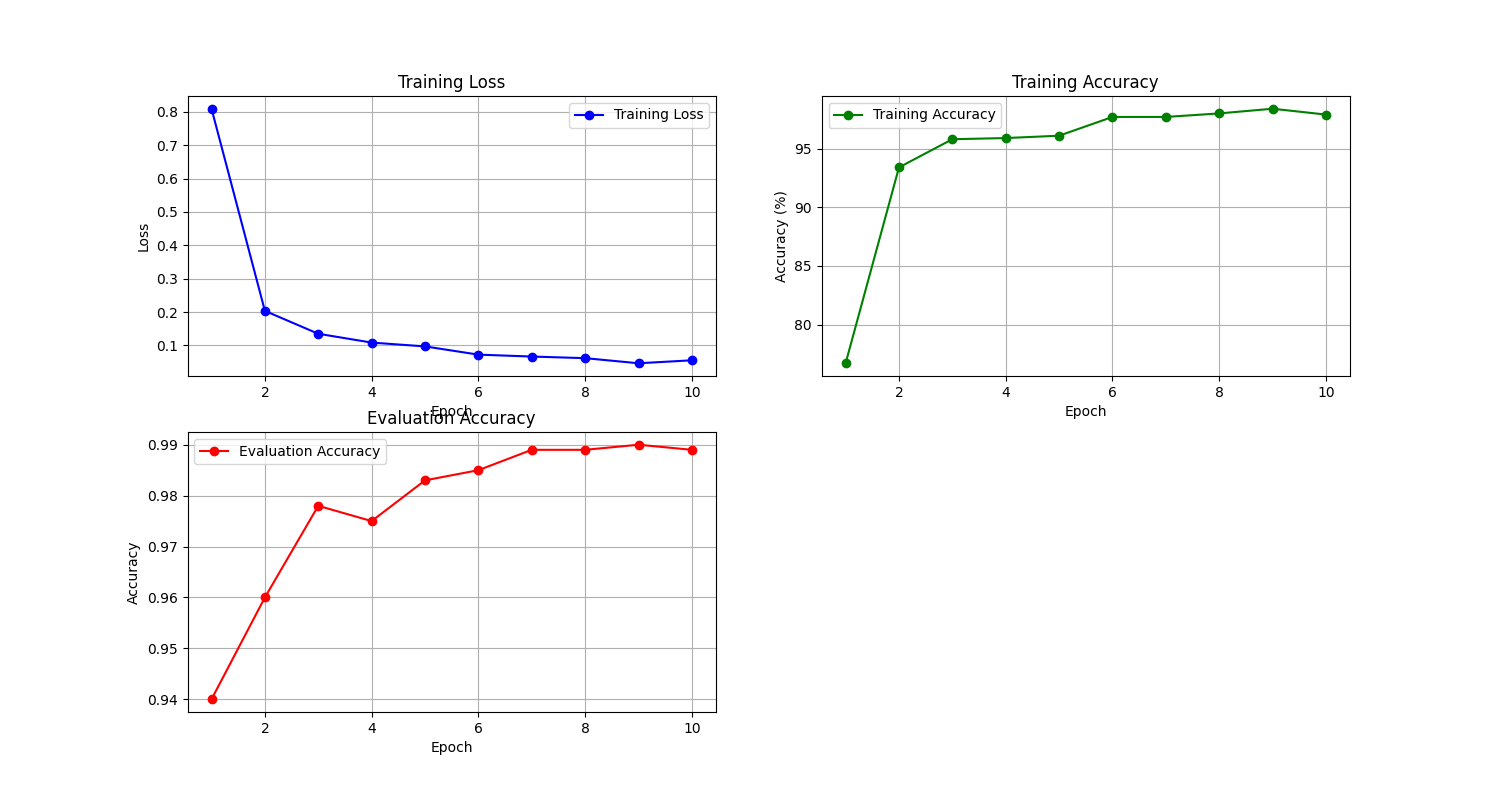 Training Loss
Training Loss
0.8
0.7
0.6
0.5
0.4
0.3
0.2
0.1
Loss
2 4 6 8 10
Epoch
Training Accuracy
Training Accuracy
95
90
85
80
Accuracy (%)
2 4 6 8 10
Epoch
Evaluation Accuracy
Evaluation Accuracy
0.99
0.98
0.97
0.96
0.95
0.94
Accuracy
2 4 6 8 10
Epoch